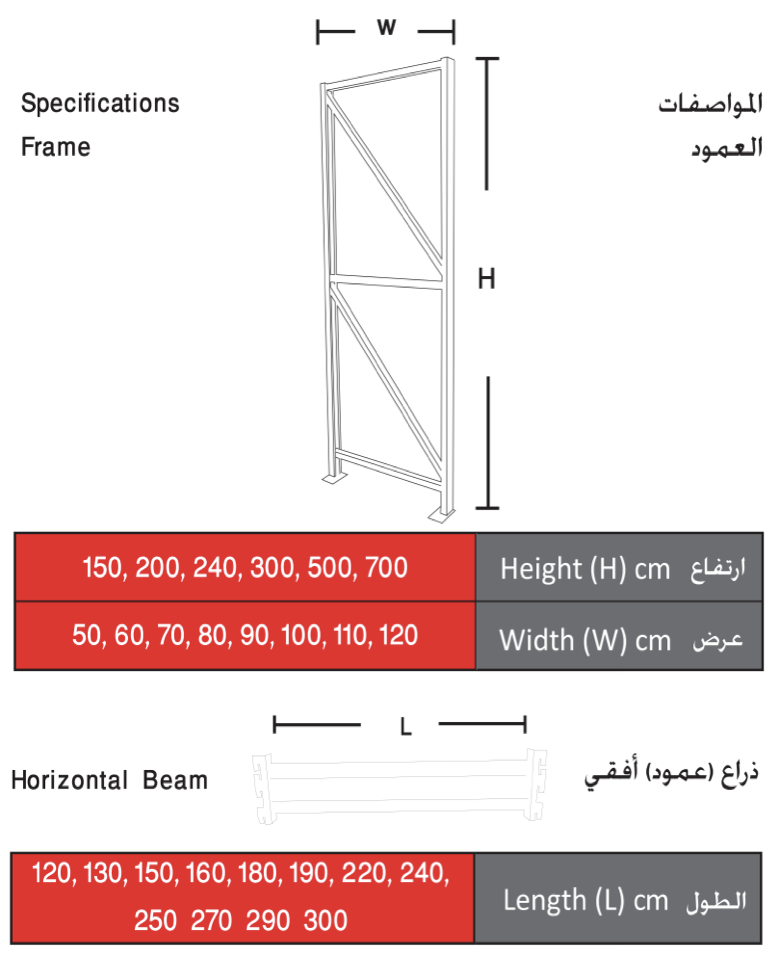 W
Specifications
المواصفات
Frame
العمود
H
150, 200, 240, 300, 500, 700
Height (H) cm ارتفاع
50, 60, 70, 80, 90, 100, 110, 120
Width (W) cm عرض
L
Horizontal Beam
ذراع (عمود) أفقي
120, 130, 150, 160, 180, 190, 220, 240,
250 270 290 300
Length (L) cm الطول